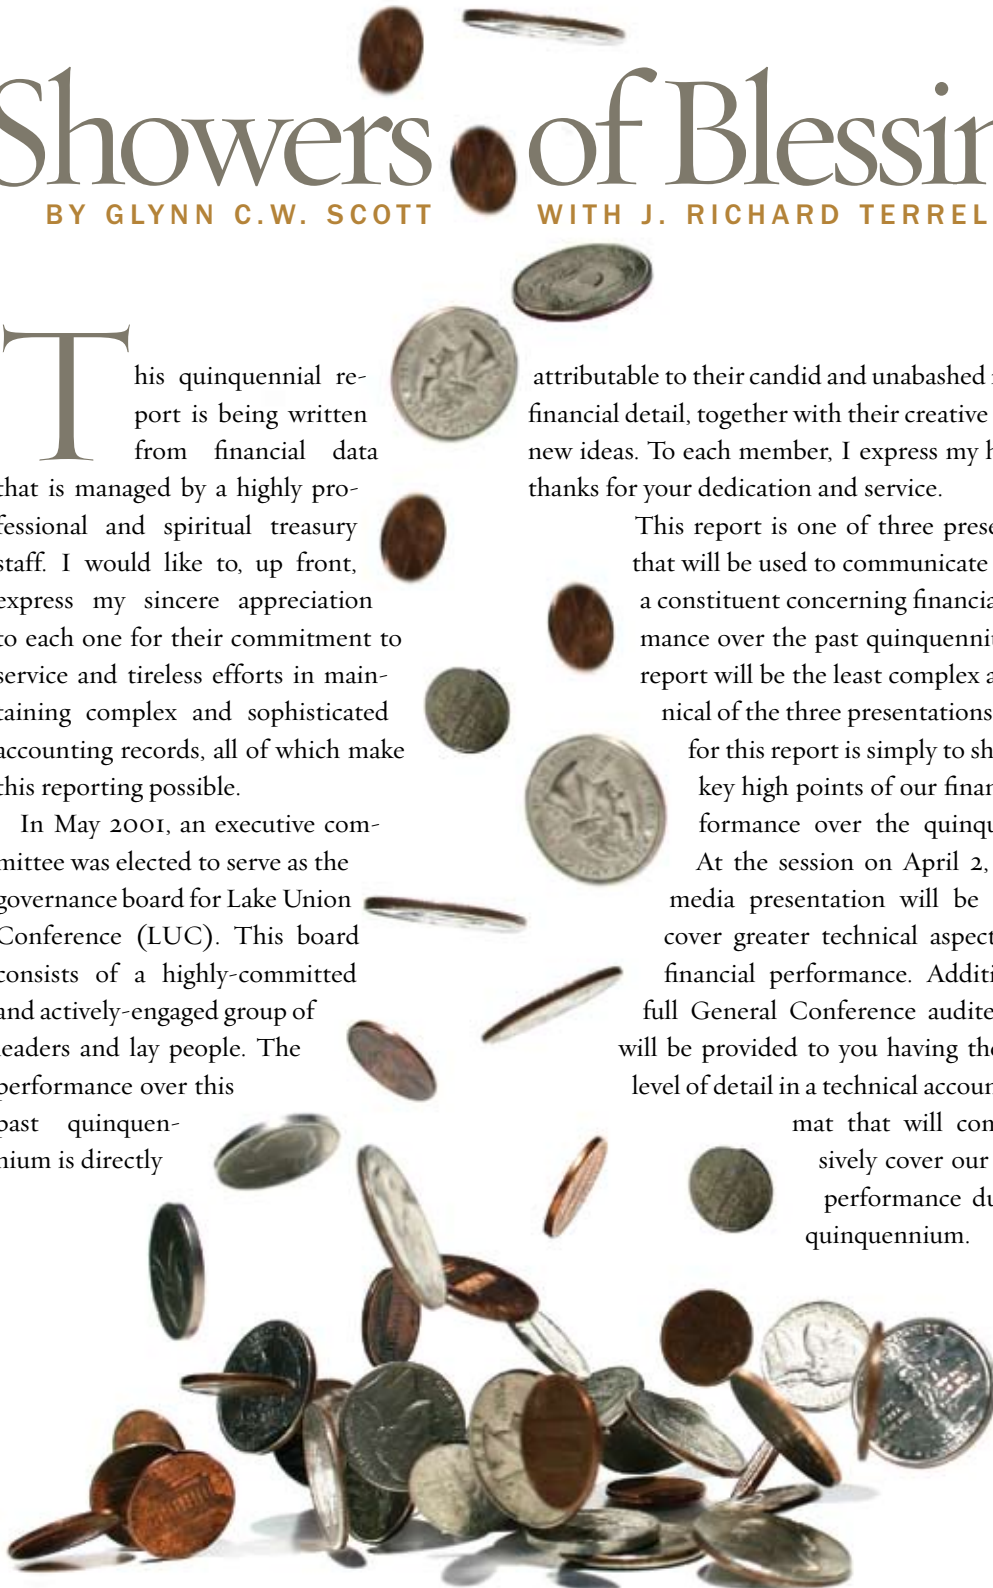 Showers of Blessin
BY GLYNN C.W. SCOTT WITH J. RICHARD TERREL
This quinquennial re-
port is being written
from financial data
that is managed by a highly pro-
fessional and spiritual treasury
staff. I would like to, up front,
express my sincere appreciation
to each one for their commitment to
service and tireless efforts in main-
taining complex and sophisticated
accounting records, all of which make
this reporting possible.
In May 2001, an executive com-
mittee was elected to serve as the
governance board for Lake Union
Conference (LUC). This board
consists of a highly-committed
and actively-engaged group of
leaders and lay people. The
performance over this
past quinquen-
nium is directly
attributable to their candid and unabashed
financial detail, together with their creative
new ideas. To each member, I express my h
thanks for your dedication and service.
This report is one of three prese
that will be used to communicate
a constituent concerning financia
mance over the past quinquenni
report will be the least complex a
nical of the three presentations
for this report is simply to sh
key high points of our finan
formance over the quinqu
At the session on April 2,
media presentation will be
cover greater technical aspect
financial performance. Additi
full General Conference audite
will be provided to you having the
level of detail in a technical accoun
mat that will com
sively cover our
performance du
quinquennium.